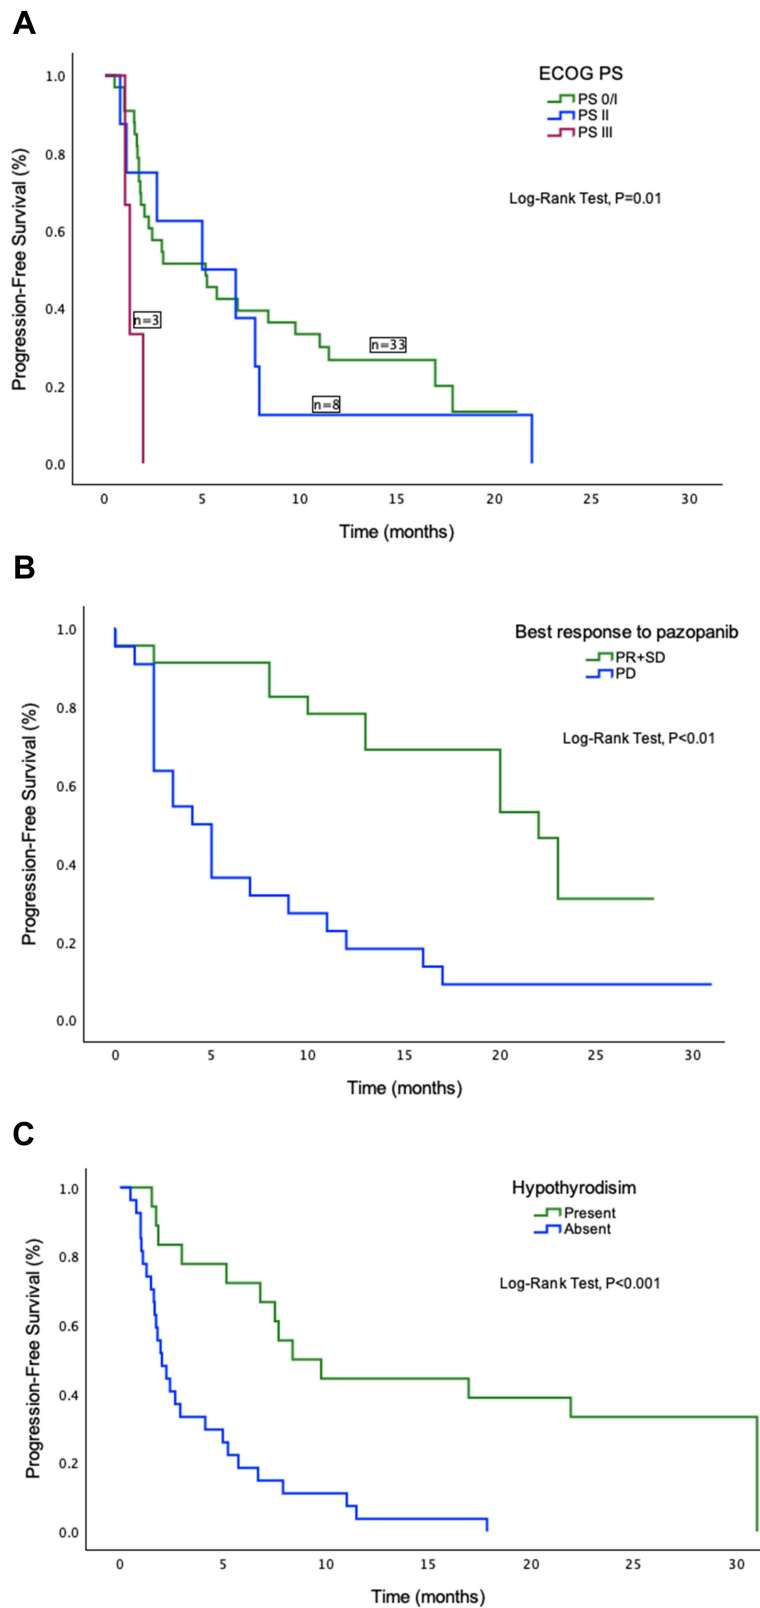 A
ECOG PS
PS 0/I
PS II
PS III
Log-Rank Test, P=0.01
Progression-Free Survival (%)
1.0
0.8
0.6
0.4
0.2
0.0
n=3
n=33
n=8
0 5 10 15 20 25 30
Time (months)
B
Best response to pazopanib
PR+SD
PD
Log-Rank Test, P<0.01
Progression-Free Survival (%)
1.0
0.8
0.6
0.4
0.2
0.0
0 5 10 15 20 25 30
Time (months)
C
Hypothyrodisim
Present
Absent
Log-Rank Test, P<0.001
Progression-Free Survival (%)
1.0
0.8
0.6
0.4
0.2
0.0
0 5 10 15 20 25 30
Time (months)